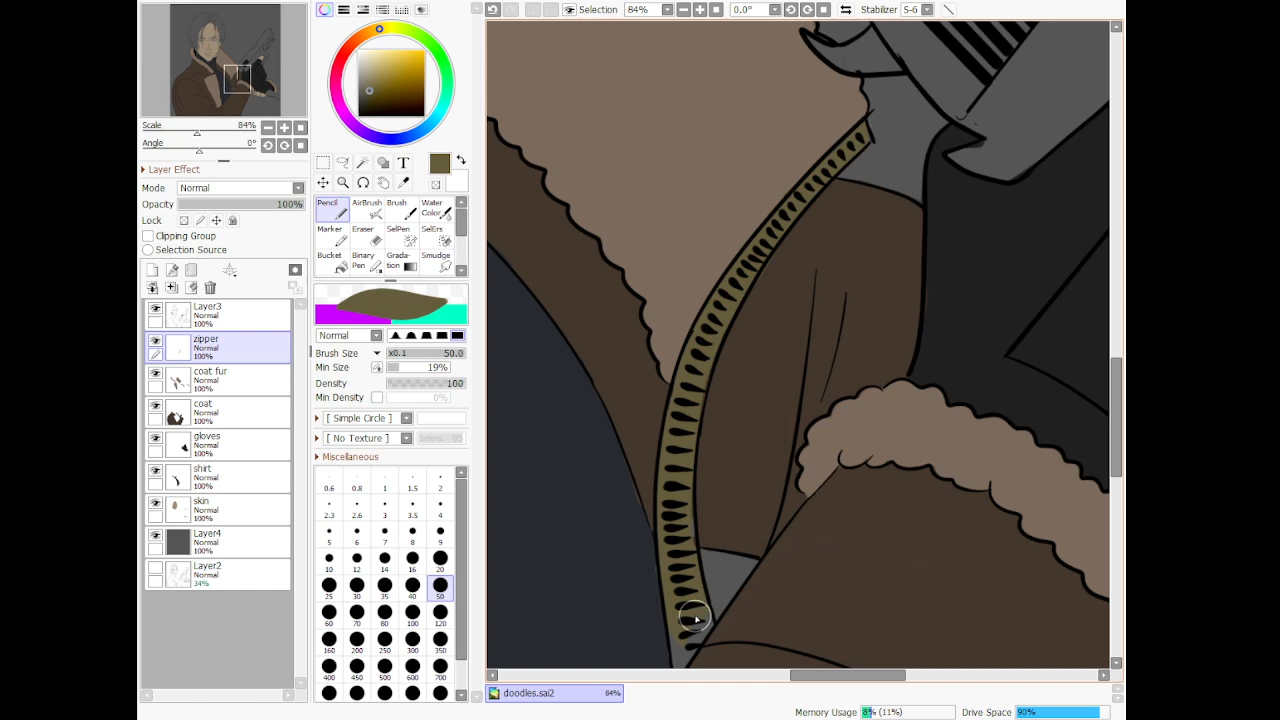 Selection 84% 0.0° Stabilizer S-6
Scale 84%
Angle 0°
Layer Effect
Mode Normal
Opacity 100%
Lock
Clipping Group
Selection Source
Layer3
Normal
100%
zipper
Normal
100%
coat fur
Normal
100%
coat
Normal
100%
gloves
Normal
100%
shirt
Normal
100%
skin
Normal
100%
Layer4
Normal
100%
Layer2
Normal
34%
T
Pencil AirBrush Brush Water Color
Marker Eraser SelPen SelErs
Bucket Binary Pen Grada-tion Smudge
Normal
Brush Size x0.1 50.0
Min Size 19%
Density 100
Min Density 0%
[ Simple Circle ]
[ No Texture ] Intens. 95
Miscellaneous
0.6 0.8 1 1.5 2
2.3 2.6 3 3.5 4
5 6 7 8 9
10 12 14 16 20
25 30 35 40 50
60 70 80 100 120
160 200 250 300 350
400 450 500 600 700
doodles.sai2 84%
Memory Usage 8% (11%) Drive Space 90%